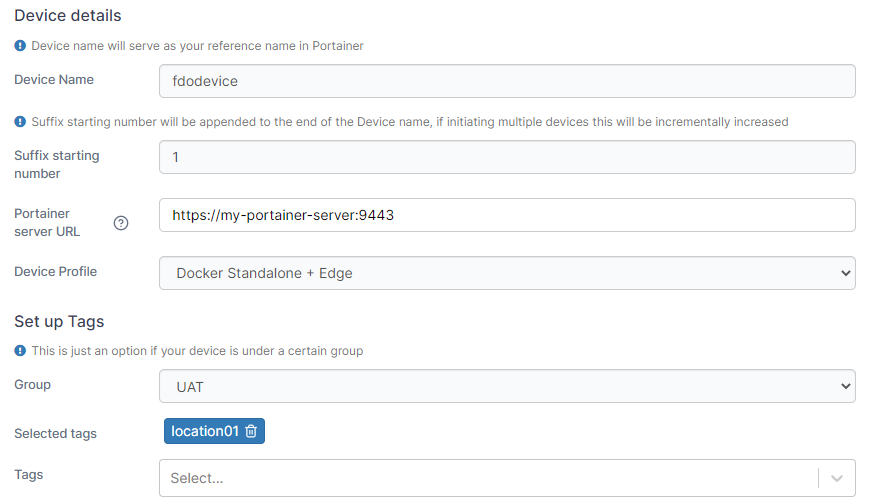 Device details
Device name will serve as your reference name in Portainer
Device Name
fdodevice
Suffix starting number will be appended to the end of the Device name, if initiating multiple devices this will be incrementally increased
Suffix starting
number
1
Portainer
server URL
https://my-portainer-server:9443
Device Profile
Docker Standalone + Edge
Set up Tags
This is just an option if your device is under a certain group
Group
UAT
Selected tags
location01
Tags
Select...